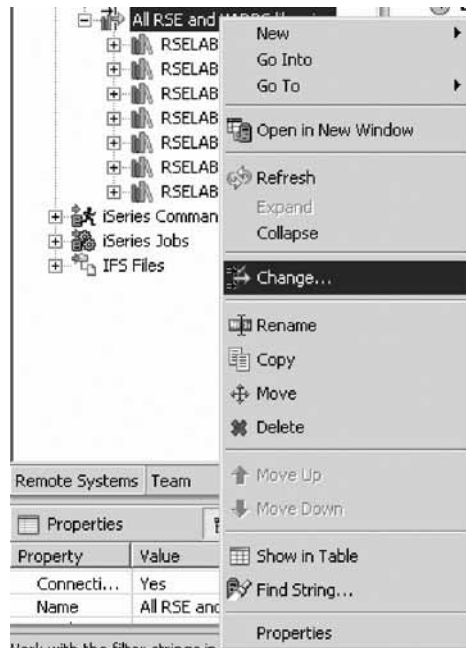 All RSE and
New
RSELAB
Go Into
RSELAB
Go To
RSELAB
RSELAB
Open in New Window
RSELAB
RSELAB
Refresh
iSeries Comman
Expand
iSeries Jobs
Collapse
IFS Files
Change...
Rename
Copy
Move
Delete
Remote Systems Team
Move Up
Move Down
Properties
Property Value
Show in Table
Connecti... Yes
Find String...
Name All RSE and
Properties